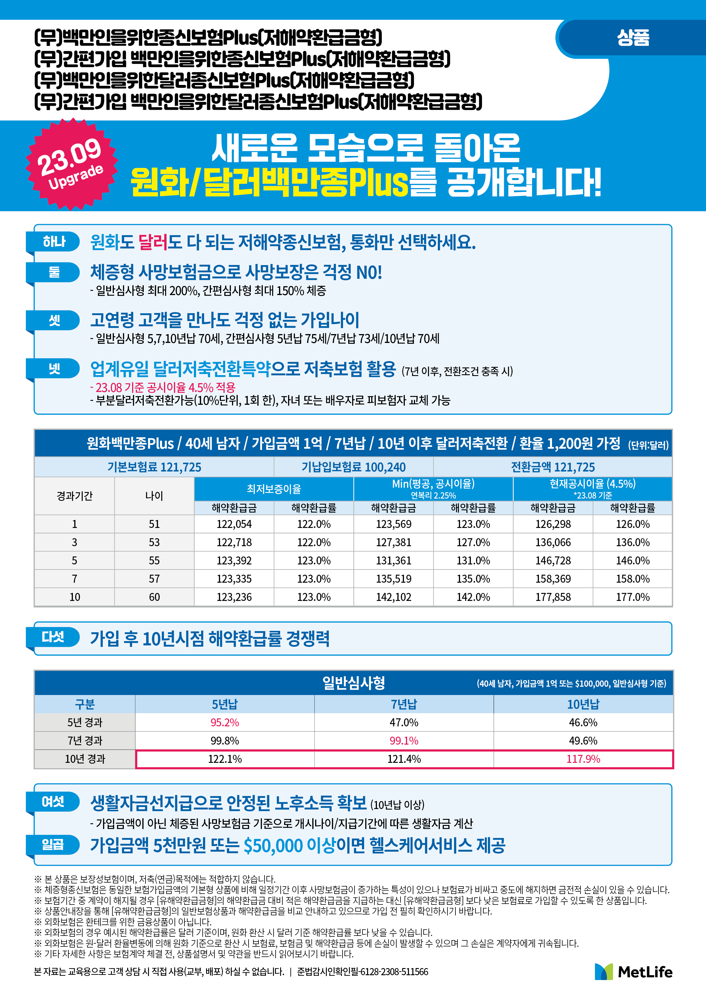 (무)백만인을위한종신보험Plus(저해약환급금형)
(무)간편가입 백만인을위한종신보험Plus(저해약환급금형)
(무)백만인을위한달러종신보험Plus(저해약환급금형)
(무)간편가입 백만인을위한달러종신보험Plus(저해약환급금형)
상품
23.09
Upgrade
새로운 모습으로 돌아온
원화/달러백만종Plus를 공개합니다!
하나 원화도 달러도 다 되는 저해약종신보험, 통화만 선택하세요.
둘 체증형 사망보험금으로 사망보장은 걱정 NO!
- 일반심사형 최대 200%, 간편심사형 최대 150% 체증
셋 고연령 고객을 만나도 걱정 없는 가입나이
- 일반심사형 5,7,10년납 70세, 간편심사형 5년납 75세/7년납 73세/10년납 70세
넷 업계유일 달러저축전환특약으로 저축보험 활용 (7년 이후, 전환조건 충족 시)
- 23.08 기준 공시이율 4.5% 적용
- 부분달러저축전환가능(10%단위, 1회 한), 자녀 또는 배우자로 피보험자 교체 가능
원화백만종Plus / 40세 남자 / 가입금액 1억 / 7년납 / 10년 이후 달러저축전환 / 환율 1,200원 가정 (단위:달러)
기본보험료 121,725 기납입보험료 100,240 전환금액 121,725
경과기간 나이 최저보증이율 Min(평공, 공시이율) 현재공시이율 (4.5%)
연복리 2.25% *23.08 기준
해약환급금 해약환급률 해약환급금 해약환급률 해약환급금 해약환급률
1 51 122,054 122.0% 123,569 123.0% 126,298 126.0%
3 53 122,718 122.0% 127,381 127.0% 136,066 136.0%
5 55 123,392 123.0% 131,361 131.0% 146,728 146.0%
7 57 123,335 123.0% 135,519 135.0% 158,369 158.0%
10 60 123,236 123.0% 142,102 142.0% 177,858 177.0%
다섯 가입 후 10년시점 해약환급률 경쟁력
일반심사형 (40세 남자, 가입금액 1억 또는 $100,000, 일반심사형 기준)
구분 5년납 7년납 10년납
5년 경과 95.2% 47.0% 46.6%
7년 경과 99.8% 99.1% 49.6%
10년 경과 122.1% 121.4% 117.9%
여섯 생활자금선지급으로 안정된 노후소득 확보 (10년납 이상)
- 가입금액이 아닌 체증된 사망보험금 기준으로 개시나이/지급기간에 따른 생활자금 계산
일곱 가입금액 5천만원 또는 $50,000 이상이면 헬스케어서비스 제공
※ 본 상품은 보장성보험이며, 저축(연금)목적에는 적합하지 않습니다.
※ 체증형종신보험은 동일한 보험가입금액의 기본형 상품에 비해 일정기간 이후 사망보험금이 증가하는 특성이 있으나 보험료가 비싸고 중도에 해지하면 금전적 손실이 있을 수 있습니다.
※ 보험기간 중 계약이 해지될 경우 [유해약환급금형]의 해약환급금 대비 적은 해약환급금을 지급하는 대신 [유해약환급금형] 보다 낮은 보험료로 가입할 수 있도록 한 상품입니다.
※ 상품안내장을 통해 [유해약환급금형]의 일반보험상품과 해약환급금을 비교 안내하고 있으므로 가입 전 필히 확인하시기 바랍니다.
※ 외화보험은 환테크를 위한 금융상품이 아닙니다.
※ 외화보험의 경우 예시된 해약환급률은 달러 기준이며, 원화 환산 시 달러 기준 해약환급률 보다 낮을 수 있습니다.
※ 외화보험은 원-달러 환율변동에 의해 원화 기준으로 환산 시 보험료, 보험금 및 해약환급금 등에 손실이 발생할 수 있으며 그 손실은 계약자에게 귀속됩니다.
※ 기타 자세한 사항은 보험계약 체결 전, 상품설명서 및 약관을 반드시 읽어보시기 바랍니다.
본 자료는 교육용으로 고객 상담 시 직접 사용(교부, 배포) 하실 수 없습니다. | 준법감시인확인필-6128-2308-511566
MetLife